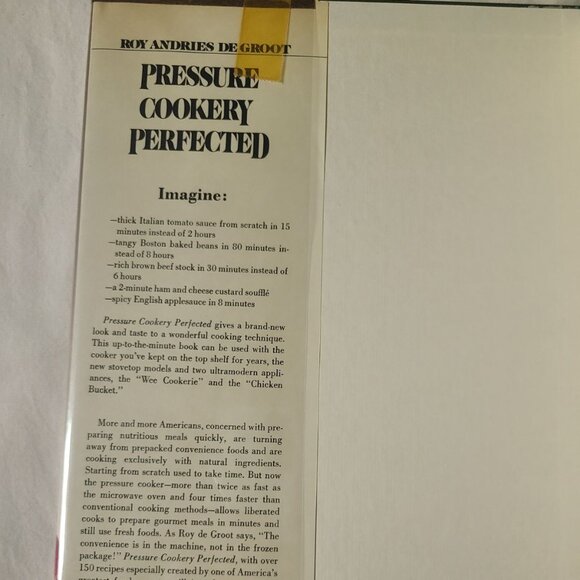 ROY ANDRIES DE GROOT
PRESSURE
COOKERY
PERFECTED
Imagine:
—thick Italian tomato sauce from scratch in 15
minutes instead of 2 hours
—tangy Boston baked beans in 80 minutes in-
stead of 8 hours
—rich brown beef stock in 30 minutes instead of
6 hours
—a 2-minute ham and cheese custard soufflé
—spicy English applesauce in 8 minutes
Pressure Cookery Perfected gives a brand-new
look and taste to a wonderful cooking technique.
This up-to-the-minute book can be used with the
cooker you've kept on the top shelf for years, the
new stovetop models and two ultramodern appli-
ances, the "Wee Cookerie" and the "Chicken
Bucket."
More and more Americans, concerned with pre-
paring nutritious meals quickly, are turning
away from prepacked convenience foods and are
cooking exclusively with natural ingredients.
Starting from scratch used to take time. But now
the pressure cooker—more than twice as fast as
the microwave oven and four times faster than
conventional cooking methods—allows liberated
cooks to prepare gourmet meals in minutes and
still use fresh foods. As Roy de Groot says, "The
convenience is in the machine, not in the frozen
package!" Pressure Cookery Perfected, with over
150 recipes especially created by one of America's